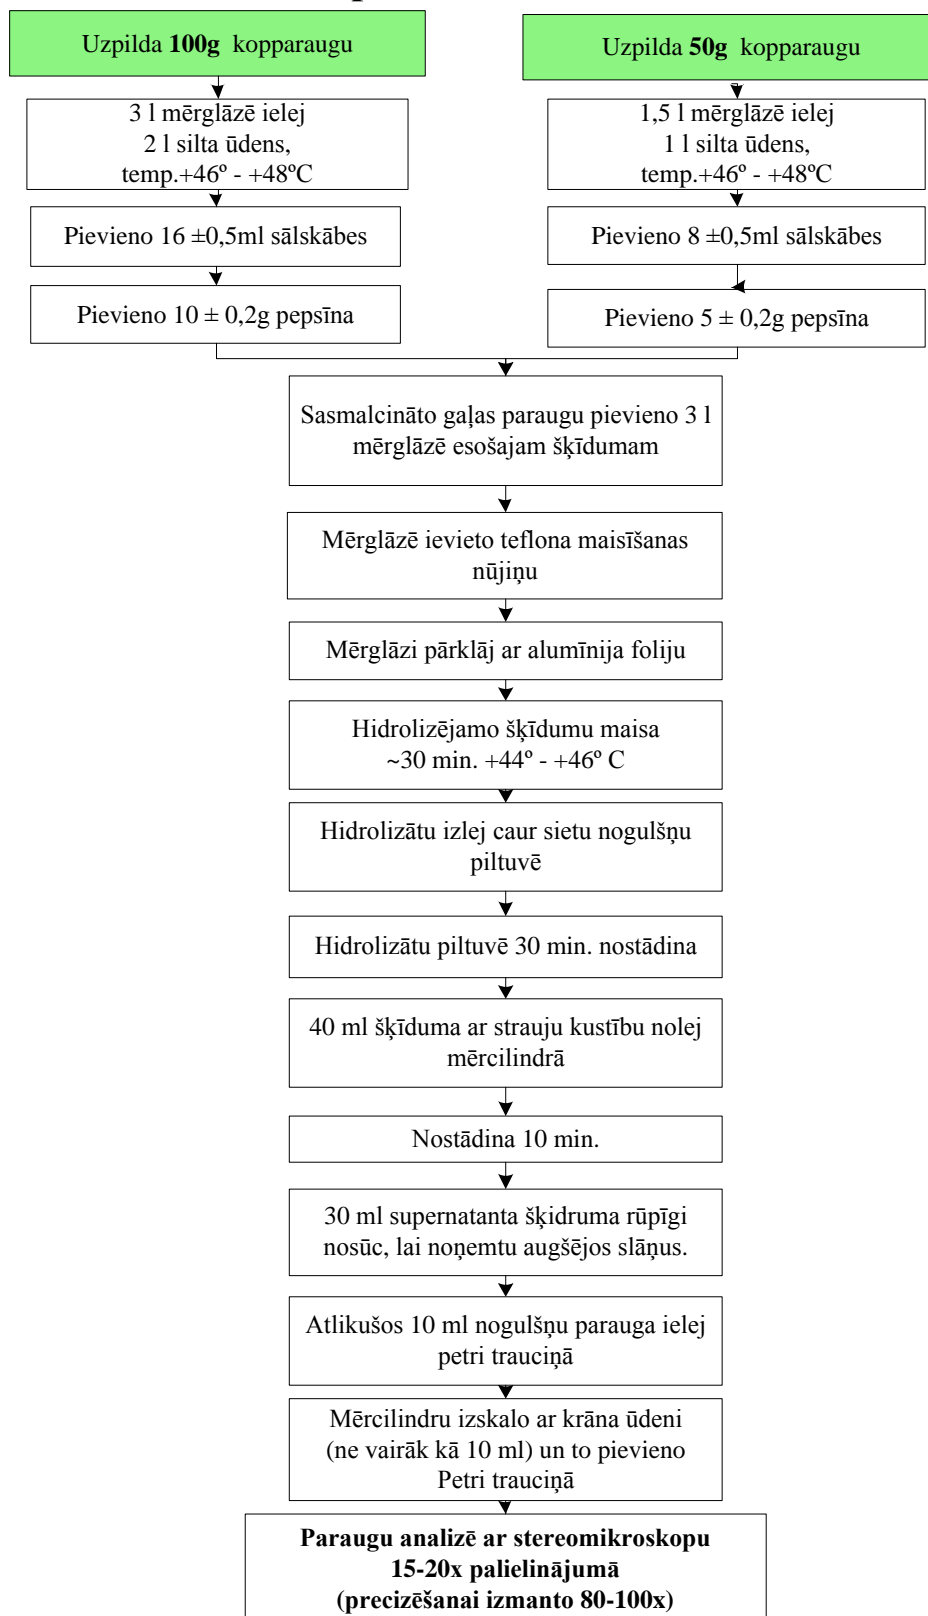 Uzpilda 100g kopparaugu
3 l mērglāzē ielej
2 l silta ūdens,
temp.+46º - +48ºC
Pievieno 16 ±0,5ml sālskābes
Pievieno 10 ± 0,2g pepsīna
Uzpilda 50g kopparaugu
1,5 l mērglāzē ielej
1 l silta ūdens,
temp.+46º - +48ºC
Pievieno 8 ±0,5ml sālskābes
Pievieno 5 ± 0,2g pepsīna
Sasmalcināto gaļas paraugu pievieno 3 l
mērglāzē esošajam šķīdumam
Mērglāzē ievieto teflona maisīšanas
nūjiņu
Mērglāzi pārklāj ar alumīnija foliju
Hidrolizējamo šķīdumu maisa
~30 min. +44º - +46º C
Hidrolizātu izlej caur sietu nogulšņu
piltuvē
Hidrolizātu piltuvē 30 min. nostādina
40 ml šķīduma ar strauju kustību nolej
mērcilindrā
Nostādina 10 min.
30 ml supernatanta šķidruma rūpīgi
nosūc, lai noņemtu augšējos slāņus.
Atlikušos 10 ml nogulšņu parauga ielej
petri trauciņā
Mērcilindru izskalo ar krāna ūdeni
(ne vairāk kā 10 ml) un to pievieno
Petri trauciņā
Paraugu analizē ar stereomikroskopu
15-20x palielinājumā
(precizēšanai izmanto 80-100x)